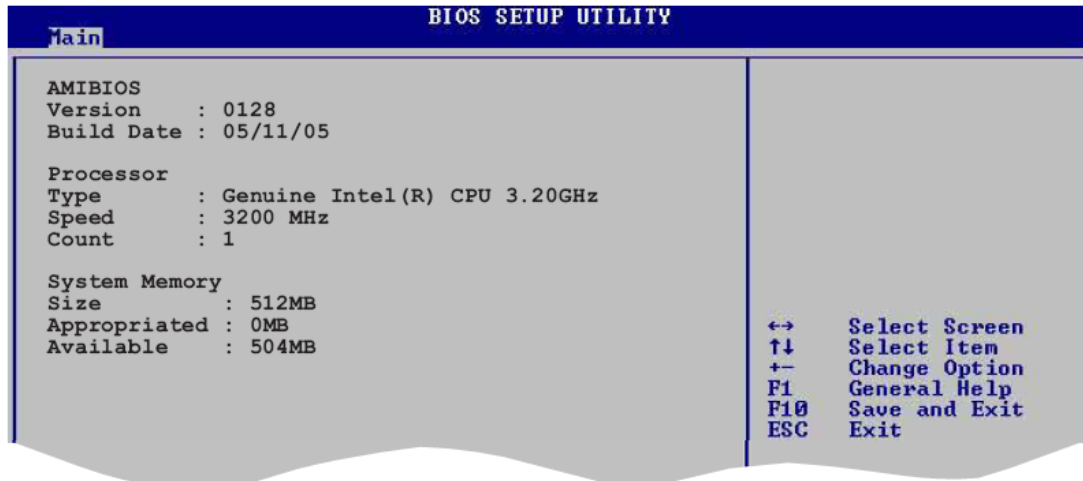 BIOS SETUP UTILITY
Main
AMIBIOS
Version : 0128
Build Date : 05/11/05
Processor
Type : Genuine Intel(R) CPU 3.20GHz
Speed : 3200 MHz
Count : 1
System Memory
Size : 512MB
Appropriated : 0MB
Available : 504MB
←→ Select Screen
↑↓ Select Item
+- Change Option
F1 General Help
F10 Save and Exit
ESC Exit